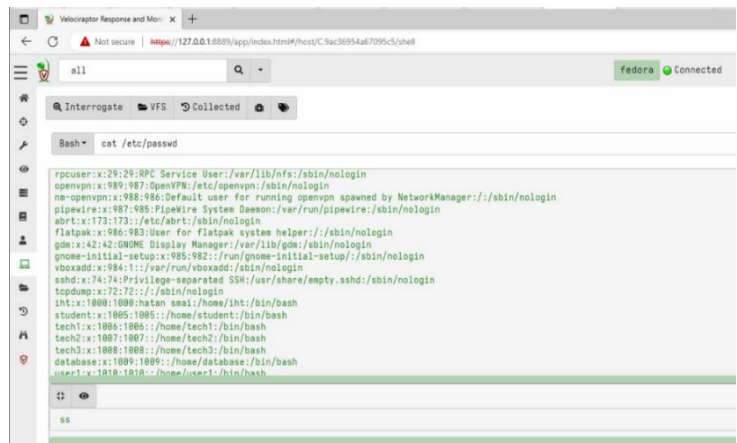 Velociraptor Response and Moni
Not secure https://127.0.0.1:8889/app/index.html#/host/C.9ac36954a67095c5/shell
all fedora Connected
Interrogate VFS Collected
Bash cat /etc/passwd
rpcuser:x:29:29:RPC Service User:/var/lib/nfs:/sbin/nologin
openvpn:x:989:987:OpenVPN:/etc/openvpn:/sbin/nologin
nm-openvpn:x:988:986:Default user for running openvpn spawned by NetworkManager:/:/sbin/nologin
pipewire:x:987:985:PipeWire System Daemon:/var/run/pipewire:/sbin/nologin
abrt:x:173:173::/etc/abrt:/sbin/nologin
flatpak:x:986:983:User for flatpak system helper:/:/sbin/nologin
gdm:x:42:42:GNOME Display Manager:/var/lib/gdm:/sbin/nologin
gnome-initial-setup:x:985:982::/run/gnome-initial-setup/:/sbin/nologin
vboxadd:x:984:1::/var/run/vboxadd:/sbin/nologin
sshd:x:74:74:Privilege-separated SSH:/usr/share/empty.sshd:/sbin/nologin
tcpdump:x:72:72::/:/sbin/nologin
iht:x:1000:1000:hatan smai:/home/iht:/bin/bash
student:x:1005:1005::/home/student:/bin/bash
tech1:x:1006:1006::/home/tech1:/bin/bash
tech2:x:1007:1007::/home/tech2:/bin/bash
tech3:x:1008:1008::/home/tech3:/bin/bash
database:x:1009:1009::/home/database:/bin/bash
user1:x:1010:1010::/home/user1:/bin/bash
ss